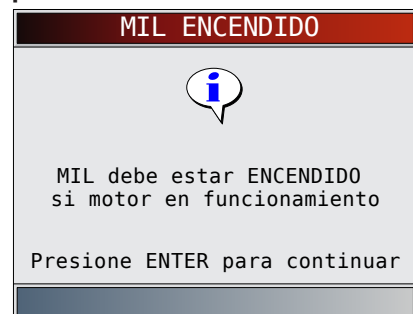 MIL ENCENDIDO
i
MIL debe estar ENCENDIDO
si motor en funcionamiento
Presione ENTER para continuar